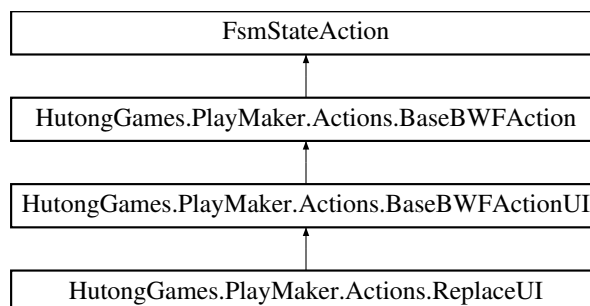 FsmStateAction
HutongGames.PlayMaker.Actions.BaseBWFAction
HutongGames.PlayMaker.Actions.BaseBWFActionUI
HutongGames.PlayMaker.Actions.ReplaceUI